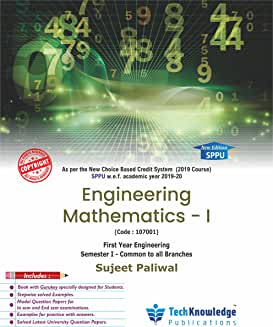 New Edition
SPPU
COPYRIGHT
As per the New Choice Based Credit System (2019 Course)
SPPU w.e.f. academic year 2019-20
Engineering
Mathematics - I
(Code : 107001)
First Year Engineering
Semester I - Common to all Branches
Sujeet Paliwal
Includes :
Book with Gurukey specially designed for Students.
Stepwise solved Examples.
Model Question Papers for
In sem and End sem examinations.
Examples for practice with answers.
Solved Latest University Question Papers.
TechKnowledge
Publications